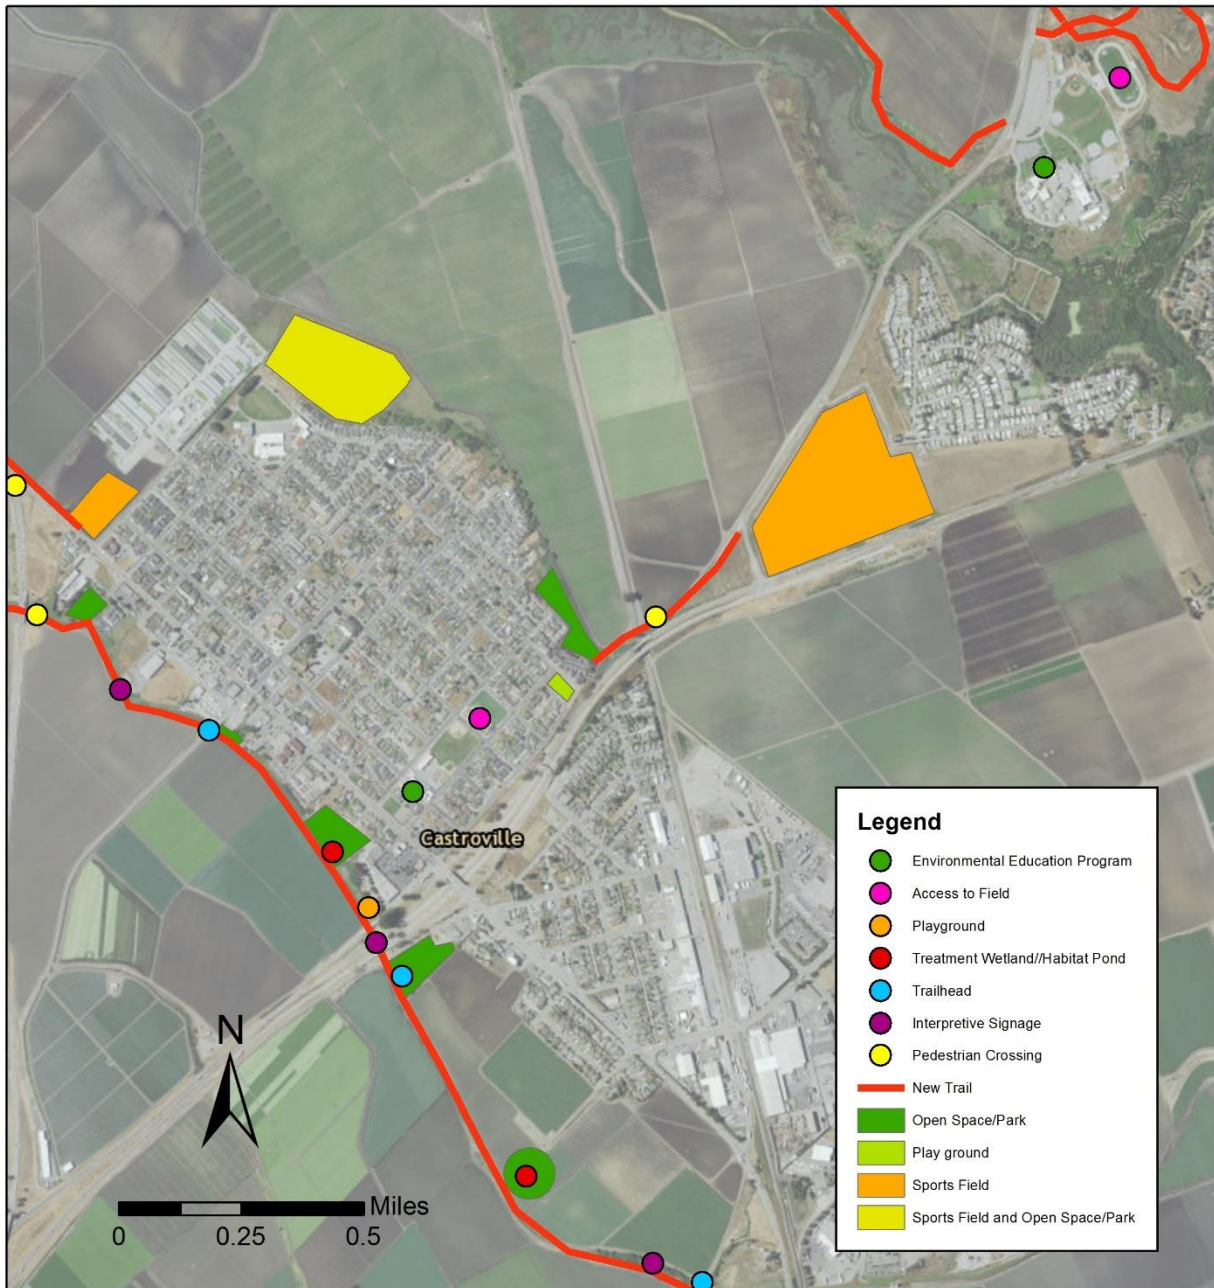 Castroville
N
Miles
0 0.25 0.5
Legend
Environmental Education Program
Access to Field
Playground
Treatment Wetland//Habitat Pond
Trailhead
Interpretive Signage
Pedestrian Crossing
New Trail
Open Space/Park
Play ground
Sports Field
Sports Field and Open Space/Park